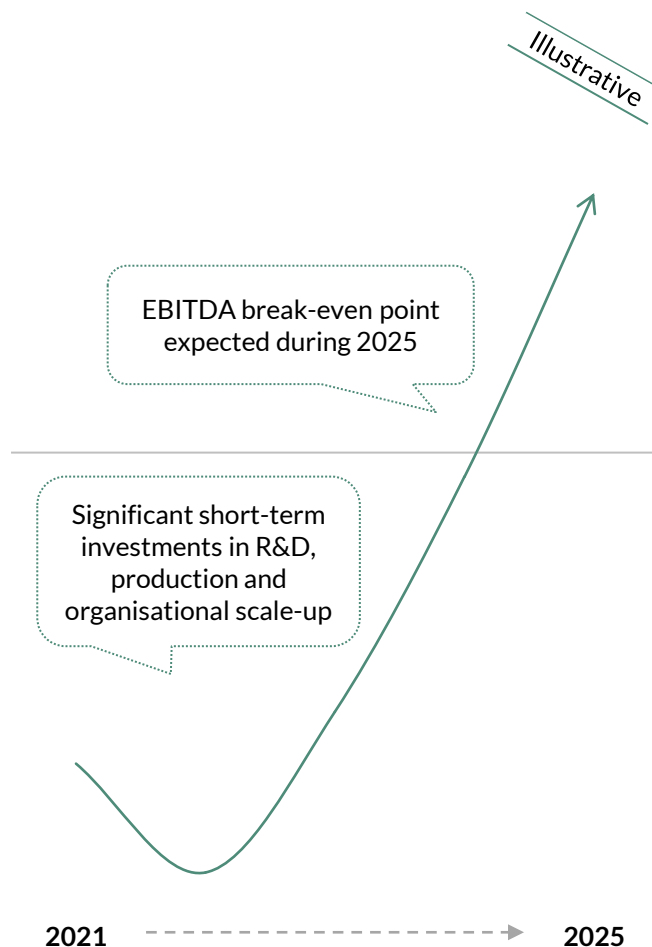 Illustrative
EBITDA break-even point
expected during 2025
Significant short-term
investments in R&D,
production and
organisational scale-up
2021
2025